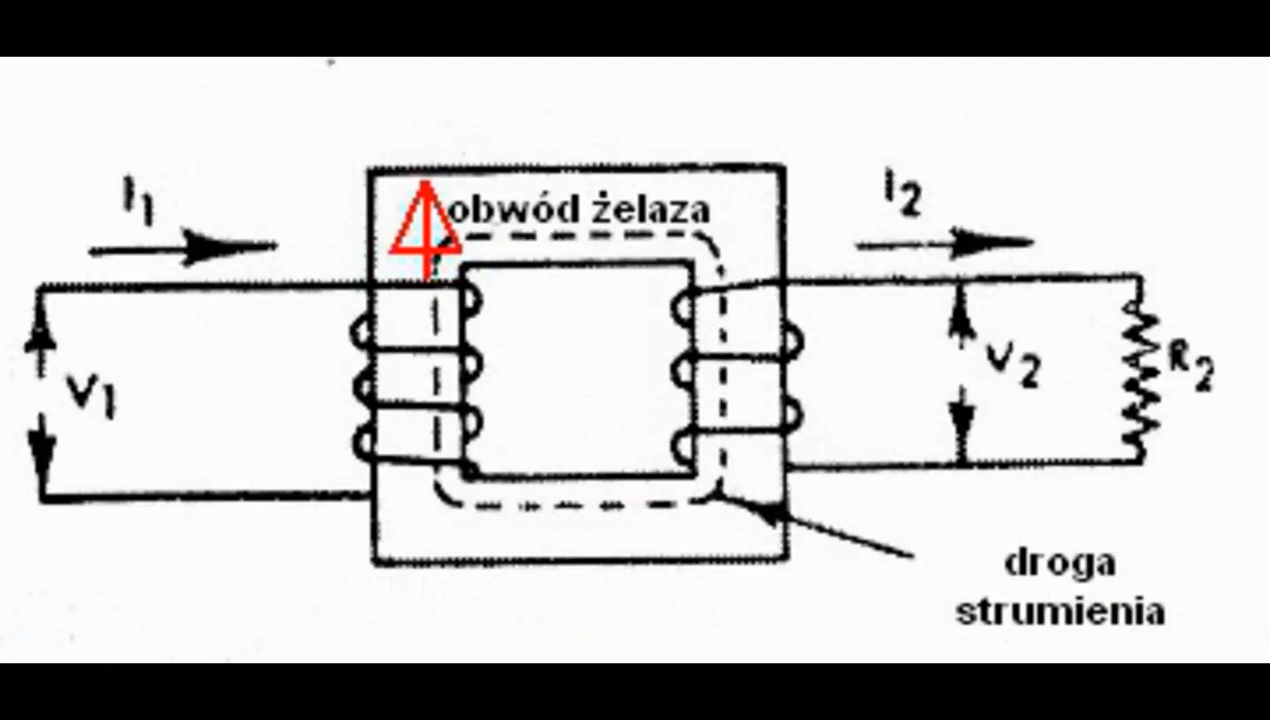 I1
obwód żelaza
I2
V1
V2
R2
droga
strumienia